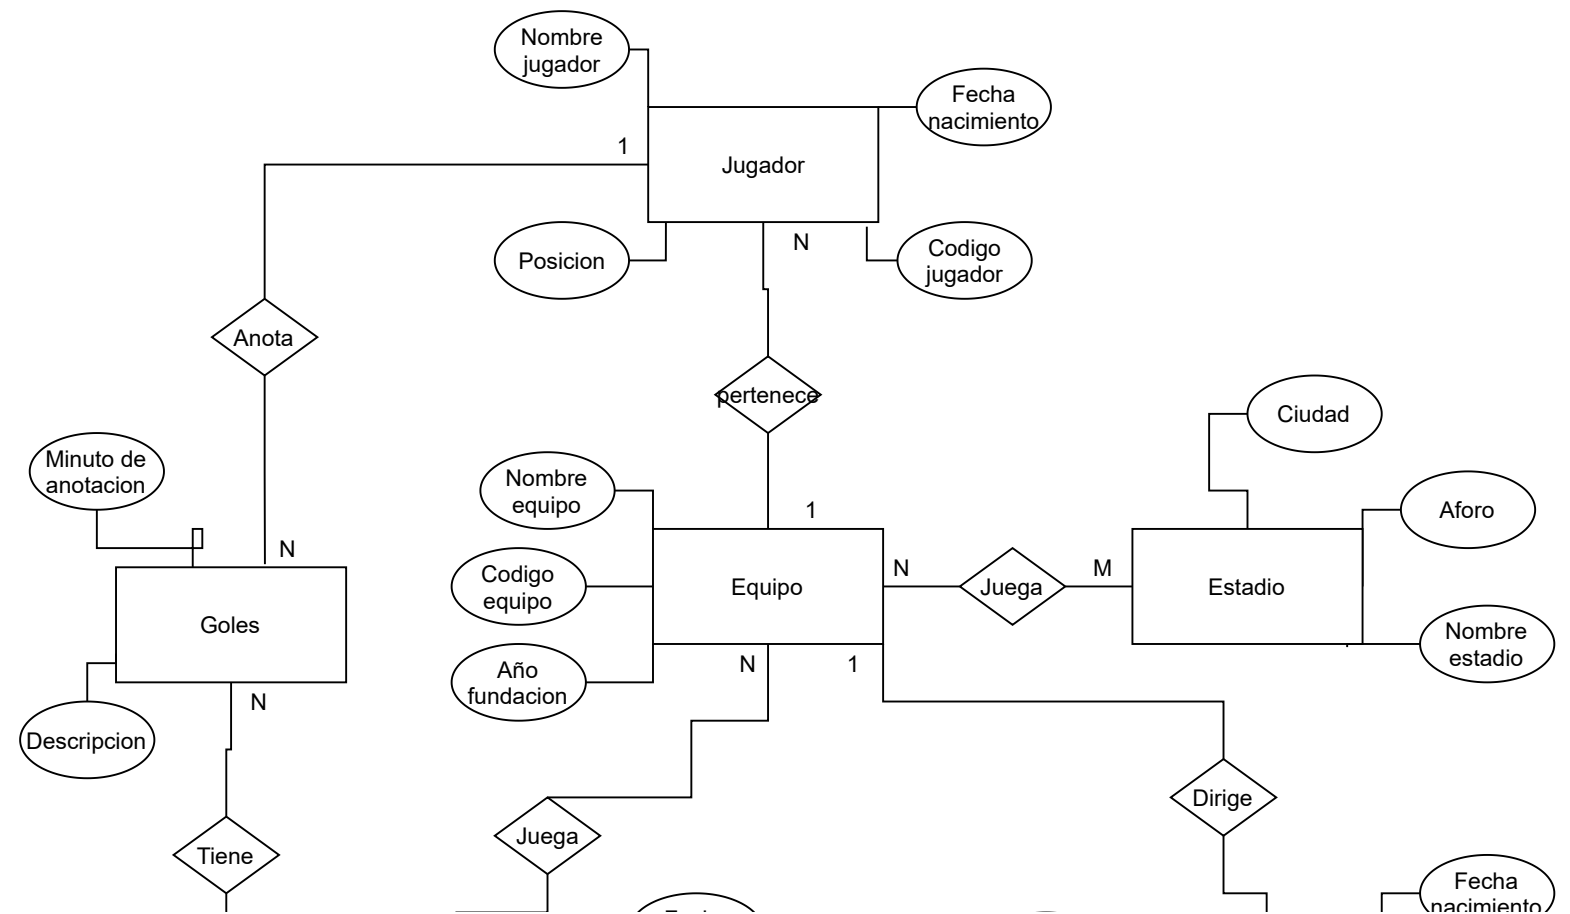 Nombre
jugador
Fecha
nacimiento
1
Jugador
N
Posicion
Codigo
jugador
Anota
pertenece
Ciudad
Minuto de
anotacion
Nombre
equipo
1
Aforo
N
Codigo
equipo
Equipo
N
Juega
M
Estadio
Goles
Nombre
estadio
Año
fundacion
N
1
N
Descripcion
Dirige
Juega
Tiene
Fecha
nacimiento